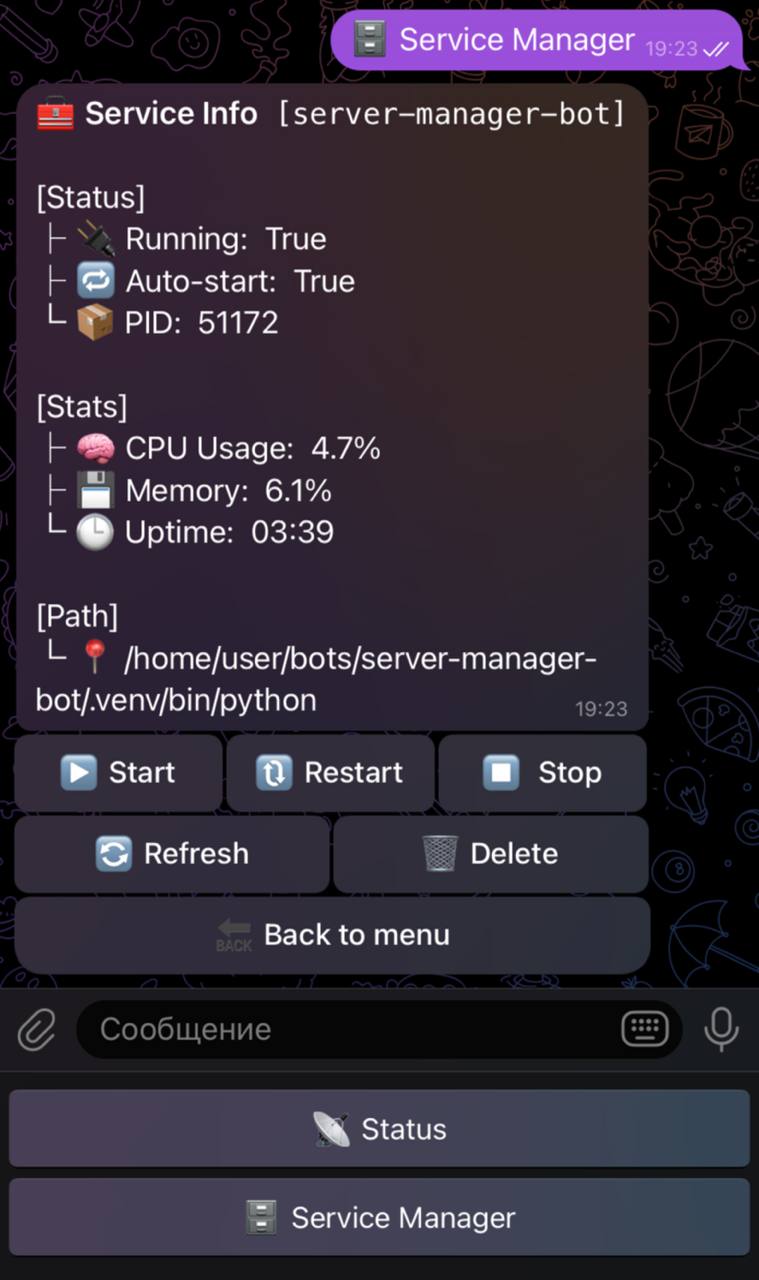 🗄️ Service Manager 19:23
🧰 Service Info [server-manager-bot]
[Status]
├ 🔌 Running: True
├ 🔁 Auto-start: True
└ 📦 PID: 51172
[Stats]
├ 🧠 CPU Usage: 4.7%
├ 💾 Memory: 6.1%
└ 🕒 Uptime: 03:39
[Path]
└ 📍 /home/user/bots/server-manager-
bot/.venv/bin/python 19:23
▶️ Start 🔃 Restart ⏹️ Stop
🔄 Refresh 🗑️ Delete
🔙 Back to menu
Сообщение
📡 Status
🗄️ Service Manager